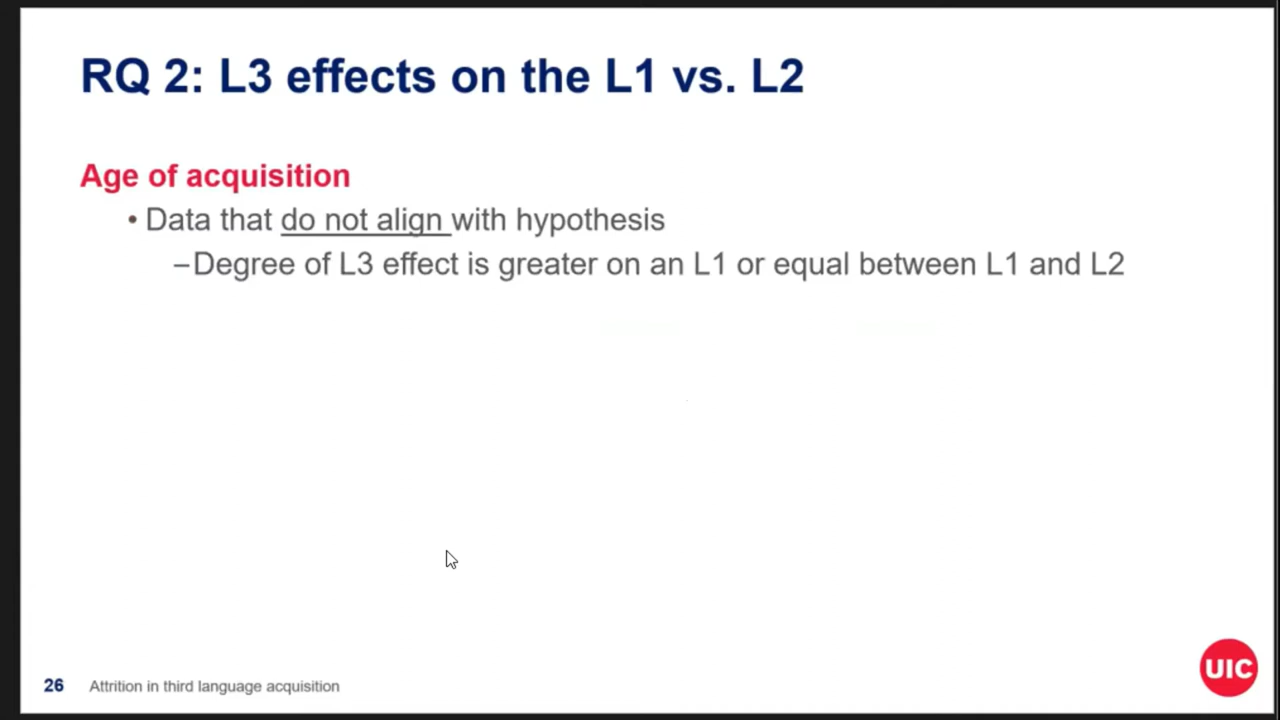 RQ 2: L3 effects on the L1 vs. L2
Age of acquisition
• Data that do not align with hypothesis
–Degree of L3 effect is greater on an L1 or equal between L1 and L2
26 Attrition in third language acquisition
UIC